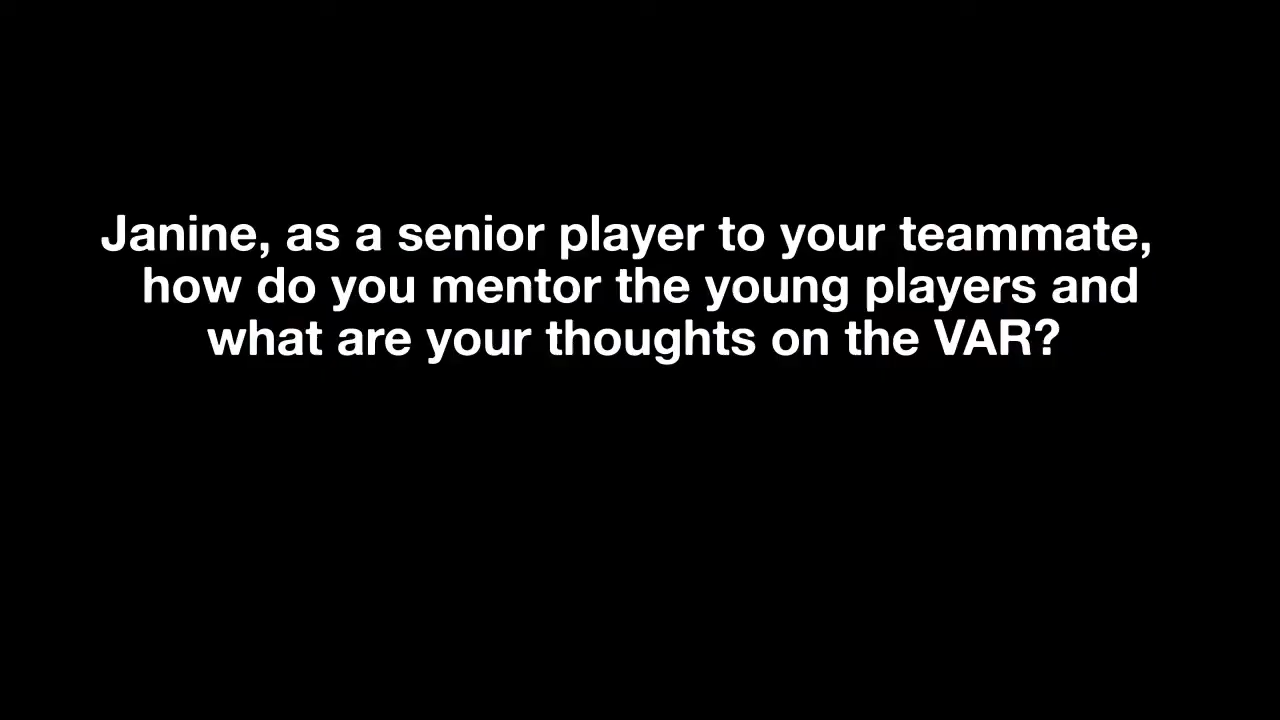 Janine, as a senior player to your teammate,
how do you mentor the young players and
what are your thoughts on the VAR?